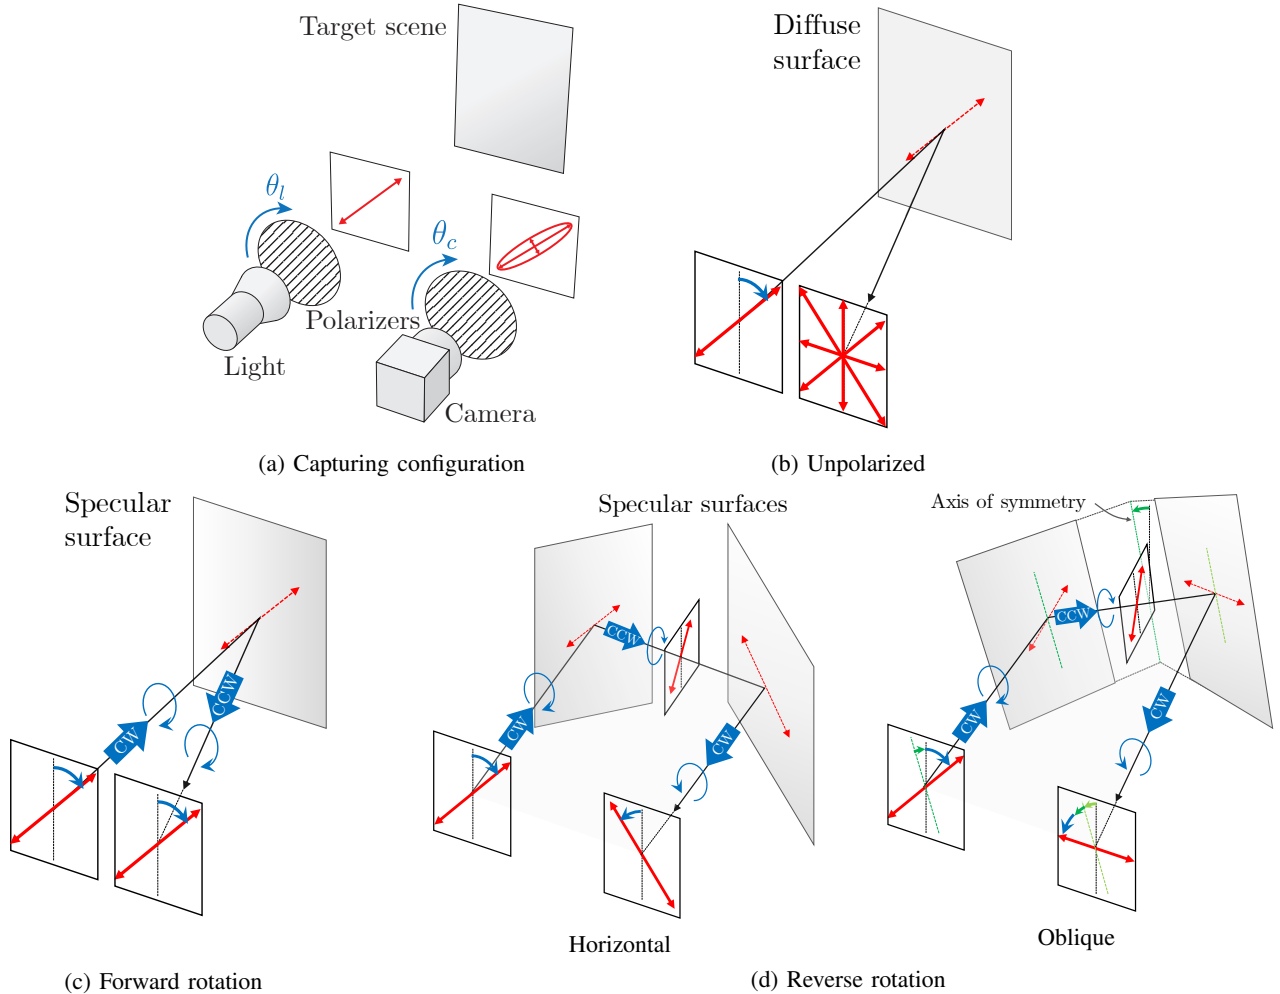 Target scene
θl
θc
Polarizers
Light
Camera
(a) Capturing configuration
Diffuse
surface
(b) Unpolarized
Specular
surface
CW
CCW
(c) Forward rotation
Specular surfaces
CCW
CW
CW
Horizontal
Axis of symmetry
CCW
CW
CW
Oblique
(d) Reverse rotation